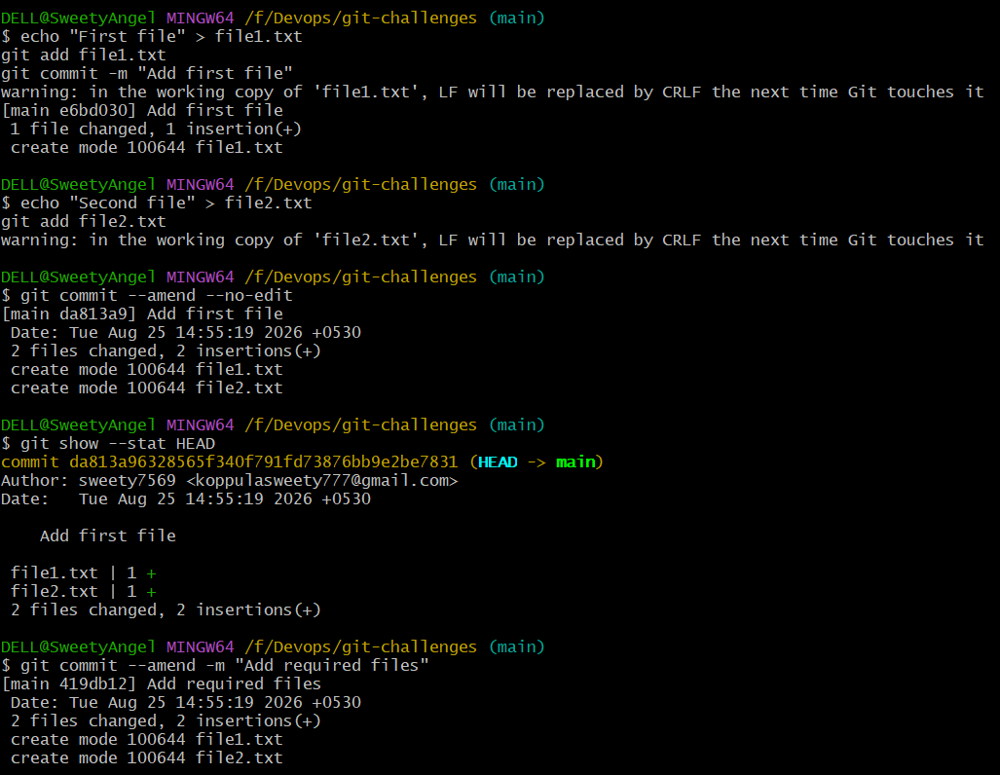 DELL@SweetyAngel MINGW64 /f/Devops/git-challenges (main)
$ echo "First file" > file1.txt
git add file1.txt
git commit -m "Add first file"
warning: in the working copy of 'file1.txt', LF will be replaced by CRLF the next time Git touches it
[main e6bd030] Add first file
 1 file changed, 1 insertion(+)
 create mode 100644 file1.txt

DELL@SweetyAngel MINGW64 /f/Devops/git-challenges (main)
$ echo "Second file" > file2.txt
git add file2.txt
warning: in the working copy of 'file2.txt', LF will be replaced by CRLF the next time Git touches it

DELL@SweetyAngel MINGW64 /f/Devops/git-challenges (main)
$ git commit --amend --no-edit
[main da813a9] Add first file
 Date: Tue Aug 25 14:55:19 2026 +0530
 2 files changed, 2 insertions(+)
 create mode 100644 file1.txt
 create mode 100644 file2.txt

DELL@SweetyAngel MINGW64 /f/Devops/git-challenges (main)
$ git show --stat HEAD
commit da813a96328565f340f791fd73876bb9e2be7831 (HEAD -> main)
Author: sweety7569 <koppulasweety777@gmail.com>
Date:   Tue Aug 25 14:55:19 2026 +0530

    Add first file

 file1.txt | 1 +
 file2.txt | 1 +
 2 files changed, 2 insertions(+)

DELL@SweetyAngel MINGW64 /f/Devops/git-challenges (main)
$ git commit --amend -m "Add required files"
[main 419db12] Add required files
 Date: Tue Aug 25 14:55:19 2026 +0530
 2 files changed, 2 insertions(+)
 create mode 100644 file1.txt
 create mode 100644 file2.txt